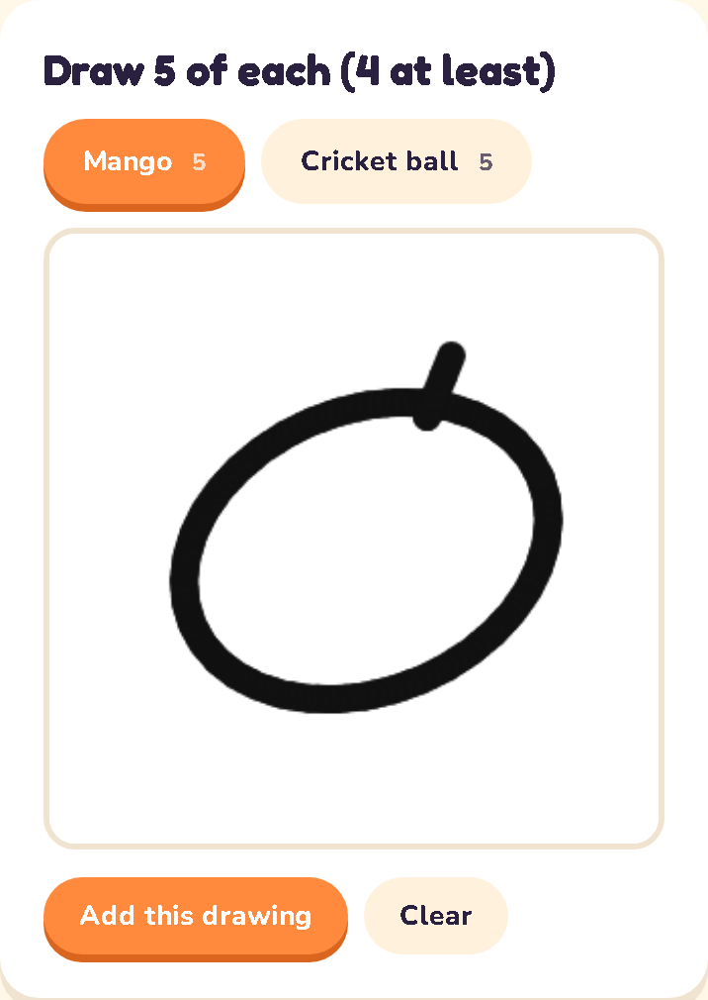 Draw 5 of each (4 at least)
Mango 5 Cricket ball 5
Add this drawing Clear